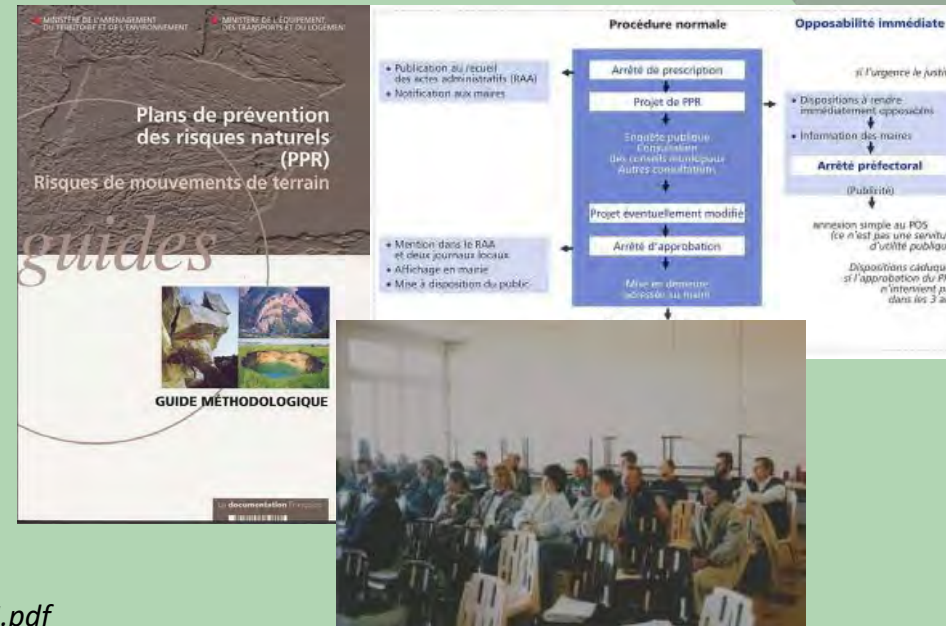 MINISTÈRE DE L'AMÉNAGEMENT
DU TERRITOIRE ET DE L'ENVIRONNEMENT
MINISTÈRE DE L'ÉQUIPEMENT
DES TRANSPORTS ET DU LOGEMENT
Plans de prévention
des risques naturels
(PPR)
Risques de mouvements de terrain
guides
GUIDE MÉTHODOLOGIQUE
La documentation Française
Procédure normale
Opposabilité immédiate
• Publication au recueil
des actes administratifs (RAA)
• Notification aux maires
Arrêté de prescription
Projet de PPR
Enquête publique
Consultation
des conseils municipaux
Autres consultations
Projet éventuellement modifié
Arrêté d'approbation
Mise en demeure
adressée au maire
• Mention dans le RAA
et deux journaux locaux
• Affichage en mairie
• Mise à disposition du public
si l'urgence le
• Dispositions à rendre
immédiatement opposables
• Information des maires
Arrêté préfectoral
(Publicité)
annexion simple au POS
(ce n'est pas une
d'utilité
Dispositions
si l'approbation du
n'intervient
dans les 3
.pdf